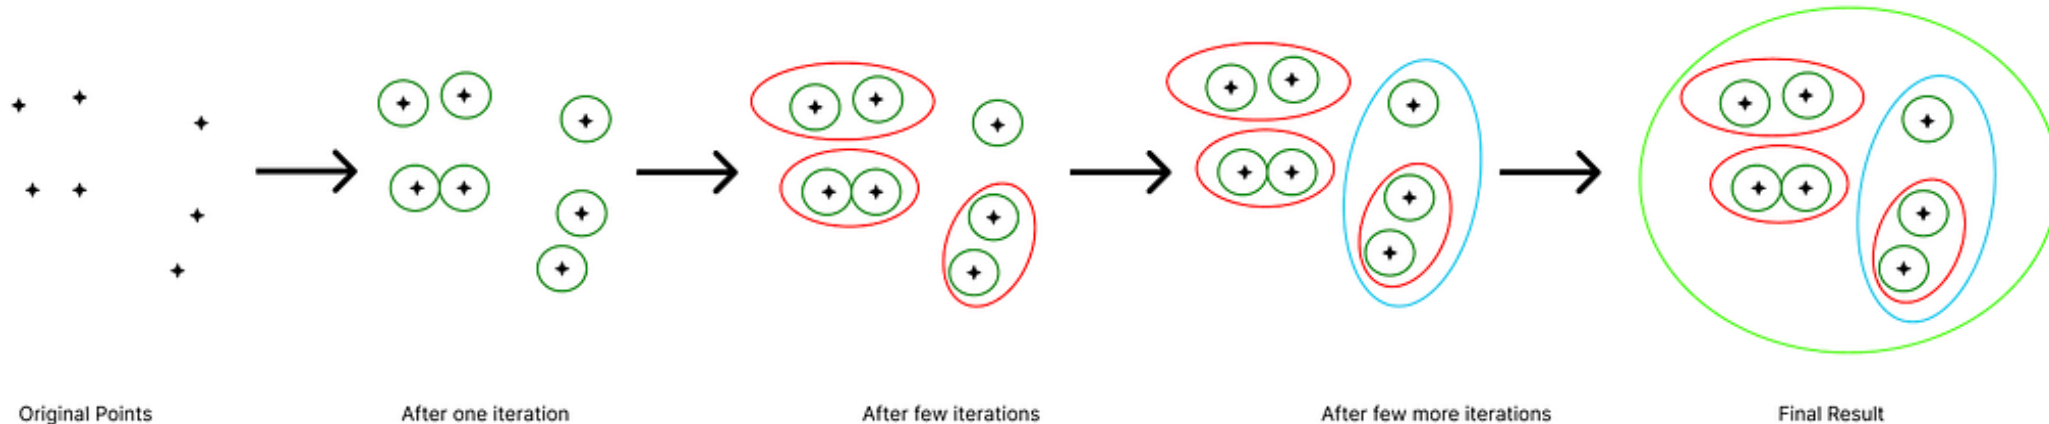 Original Points
After one iteration
After few iterations
After few more iterations
Final Result